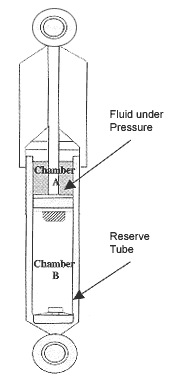 Fluid under
Pressure
Chamber
A
Reserve
Tube
Chamber
B